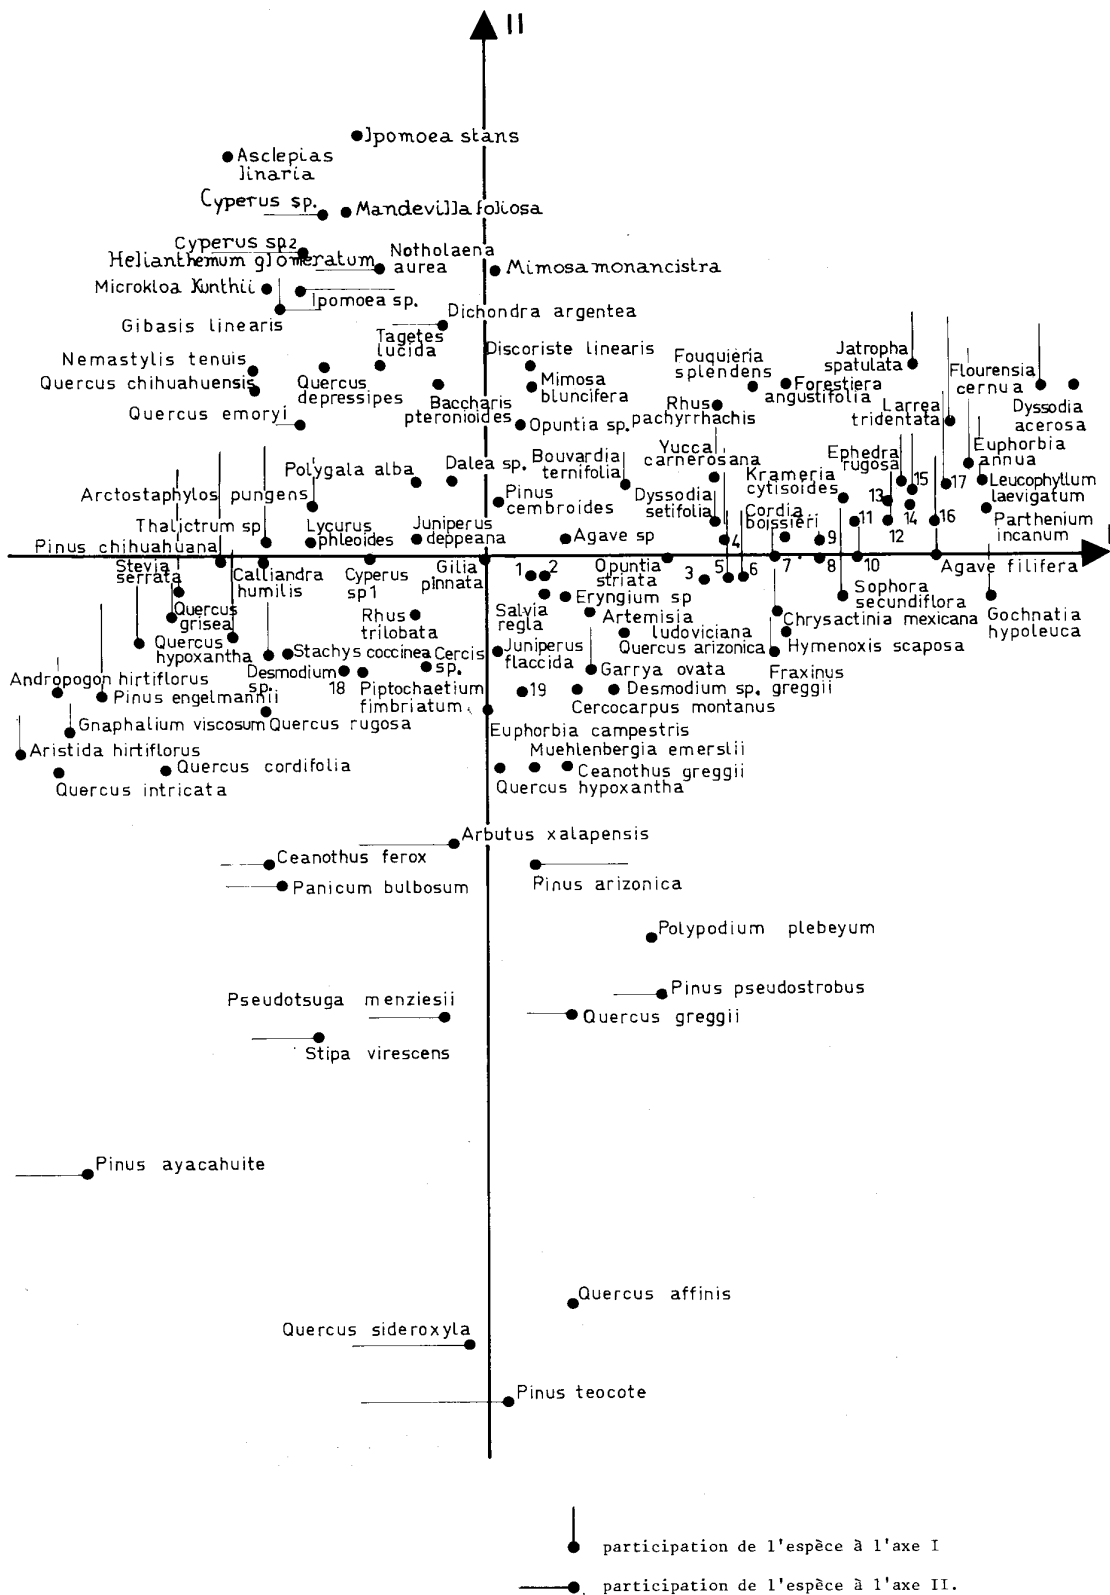 II
Ipomoea stans
Asclepias
linaria
Cyperus sp.
Mandevilla foliosa
Cyperus sp2
Helianthemum glomeratum
Notholaena
aurea
Mimosa monancistra
Microkloa Kunthii
Ipomoea sp.
Gibasis linearis
Dichondra argentea
Tagetes
lucida
Nemastylis tenuis
Quercus chihuahuensis
Quercus
depressipes
Quercus emoryi
Baccharis
pteronioides
Discoriste linearis
Mimosa
bluncifera
Opuntia sp.
Fouquieria
splendens
Forestiera
angustifolia
Rhus
pachyrrhachis
Jatropha
spatulata
Larrea
tridentata
Flourensia
cernua
Dyssodia
acerosa
Polygala alba
Dalea sp.
Bouvardia
ternifolia
Yucca
carnerosana
Krameria
cytisoides
Ephedra
rugosa
Euphorbia
annua
Leucophyllum
laevigatum
Arctostaphylos pungens
Pinus
cembroides
Dyssodia
setifolia
Cordia
boissieri
13
15
14
17
Parthenium
incanum
Thalictrum sp
Lycurus
phleoides
Juniperus
deppeana
Agave sp
4
9
11
12
16
I
Pinus chihuahuana
Stevia
serrata
Calliandra
humilis
Cyperus
sp1
Gilia
pinnata
1
2
Opuntia
striata
3
5
6
7
8
10
Agave filifera
Quercus
grisea
Quercus
hypoxantha
Rhus
trilobata
Salvia
regla
Eryngium sp
Artemisia
ludoviciana
Sophora
secundiflora
Gochnatia
hypoleuca
Chrysactinia mexicana
Hymenoxis scaposa
Quercus arizonica
Stachys coccinea
Cercis
sp.
Juniperus
flaccida
Garrya ovata
Fraxinus
greggii
Andropogon hirtiflorus
Pinus engelmannii
Desmodium
sp.
18
Piptochaetium
fimbriatum
19
Desmodium sp.
Cercocarpus montanus
Gnaphalium viscosum
Quercus rugosa
Euphorbia campestris
Aristida hirtiflorus
Quercus cordifolia
Quercus intricata
Muehlenbergia emerslii
Ceanothus greggii
Quercus hypoxantha
Arbutus xalapensis
Ceanothus ferox
Panicum bulbosum
Pinus arizonica
Polypodium plebeyum
Pseudotsuga menziesii
Pinus pseudostrobus
Quercus greggii
Stipa virescens
Pinus ayacahuite
Quercus affinis
Quercus sideroxyla
Pinus teocote
participation de l'espèce à l'axe I
participation de l'espèce à l'axe II.